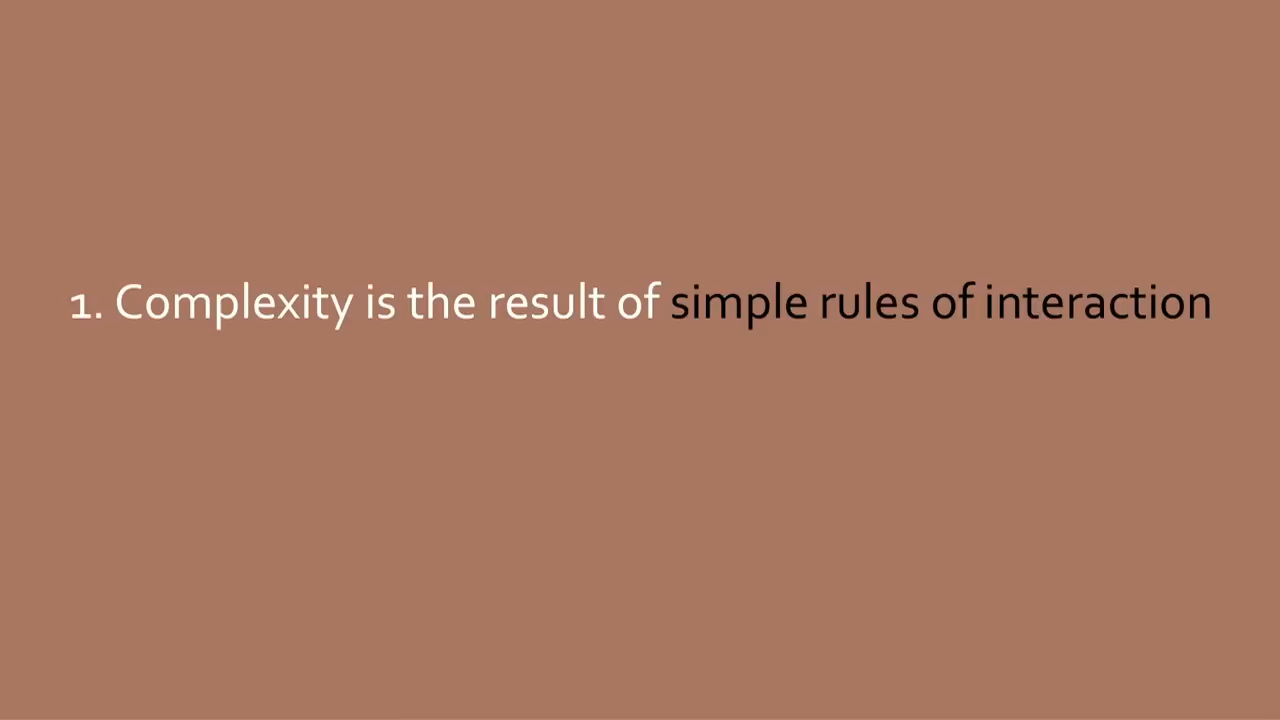 1. Complexity is the result of simple rules of interaction